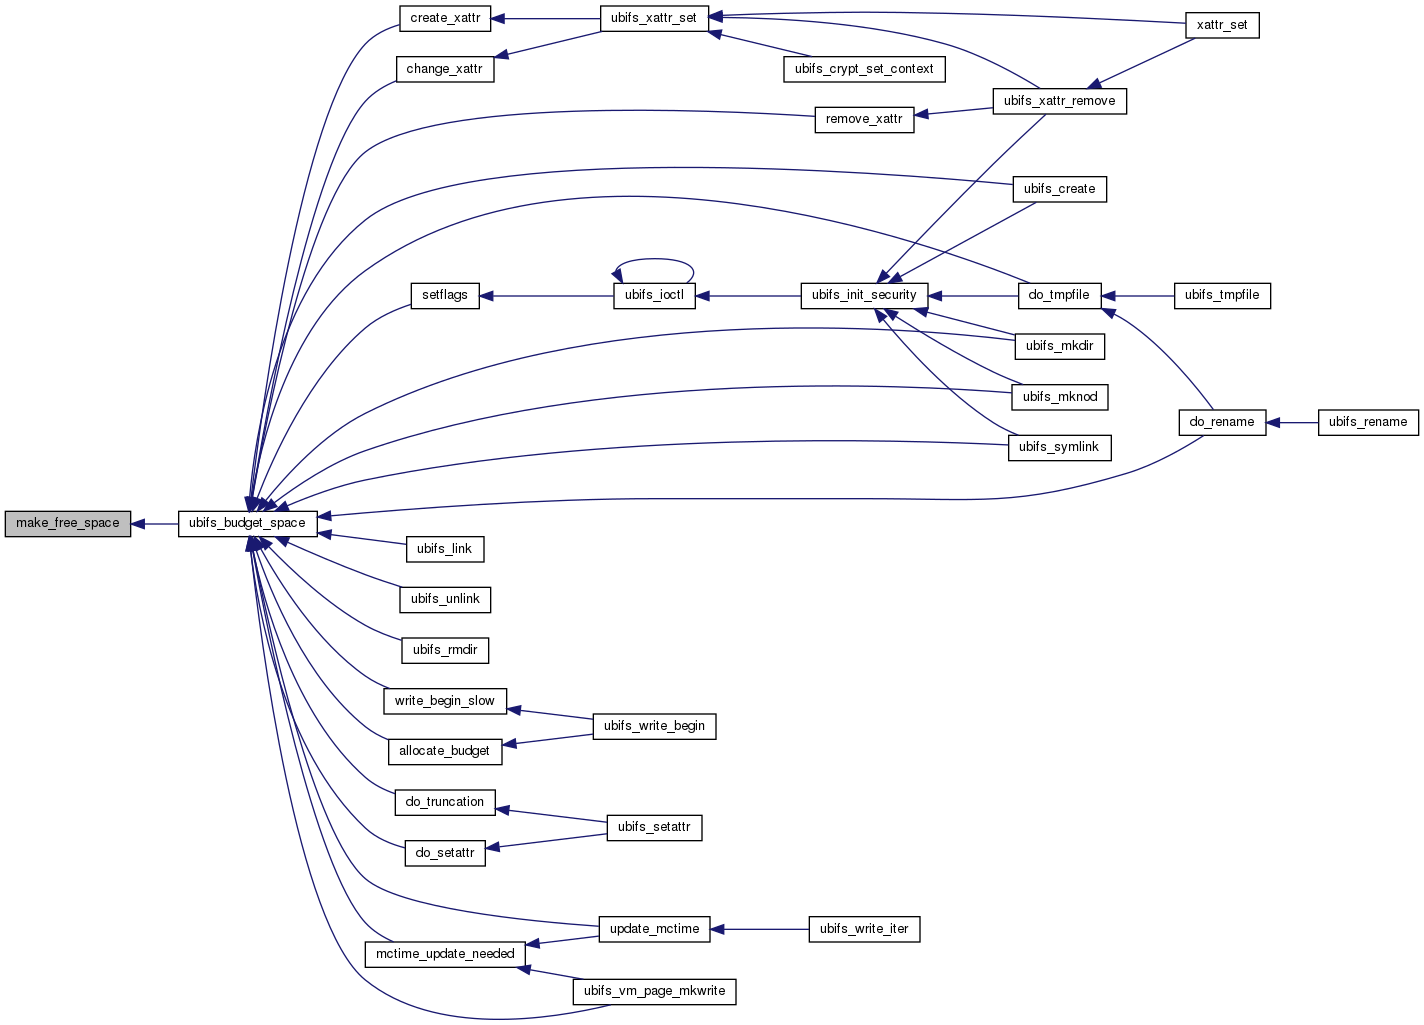 create_xattr
ubifs_xattr_set
xattr_set
change_xattr
ubifs_crypt_set_context
ubifs_xattr_remove
remove_xattr
ubifs_create
setflags
ubifs_ioctl
ubifs_init_security
do_tmpfile
ubifs_tmpfile
ubifs_mkdir
ubifs_mknod
do_rename
ubifs_rename
ubifs_symlink
make_free_space
ubifs_budget_space
ubifs_link
ubifs_unlink
ubifs_rmdir
write_begin_slow
ubifs_write_begin
allocate_budget
do_truncation
ubifs_setattr
do_setattr
update_mctime
ubifs_write_iter
mctime_update_needed
ubifs_vm_page_mkwrite